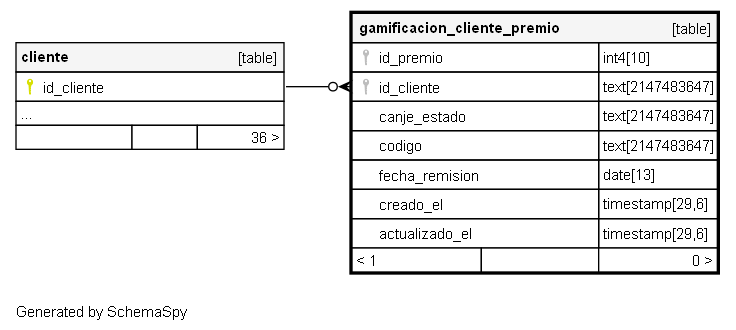 cliente [table]
id_cliente
...
36 >
gamificacion_cliente_premio [table]
id_premio int4[10]
id_cliente text[2147483647]
canje_estado text[2147483647]
codigo text[2147483647]
fecha_remision date[13]
creado_el timestamp[29,6]
actualizado_el timestamp[29,6]
< 1 0 >
Generated by SchemaSpy